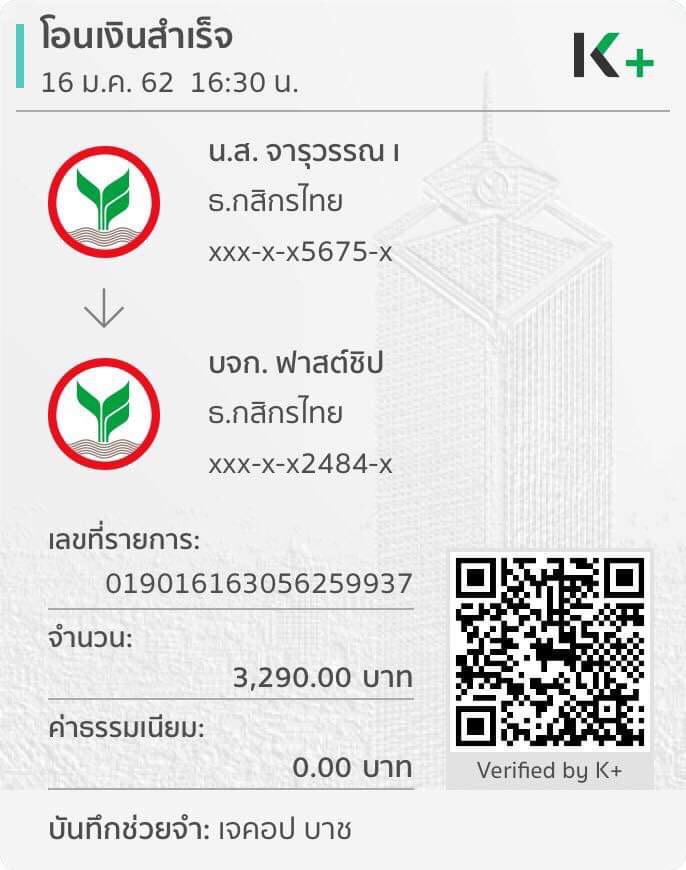 โอนเงินสำเร็จ
16 ม.ค. 62 16:30 น.
K+
น.ส. จารุวรรณ เ
ธ.กสิกรไทย
xxx-x-x5675-x
บจก. ฟาสต์ชิป
ธ.กสิกรไทย
xxx-x-x2484-x
เลขที่รายการ:
019016163056259937
จำนวน:
3,290.00 บาท
ค่าธรรมเนียม:
0.00 บาท
Verified by K+
บันทึกช่วยจำ: เจคอป บาช